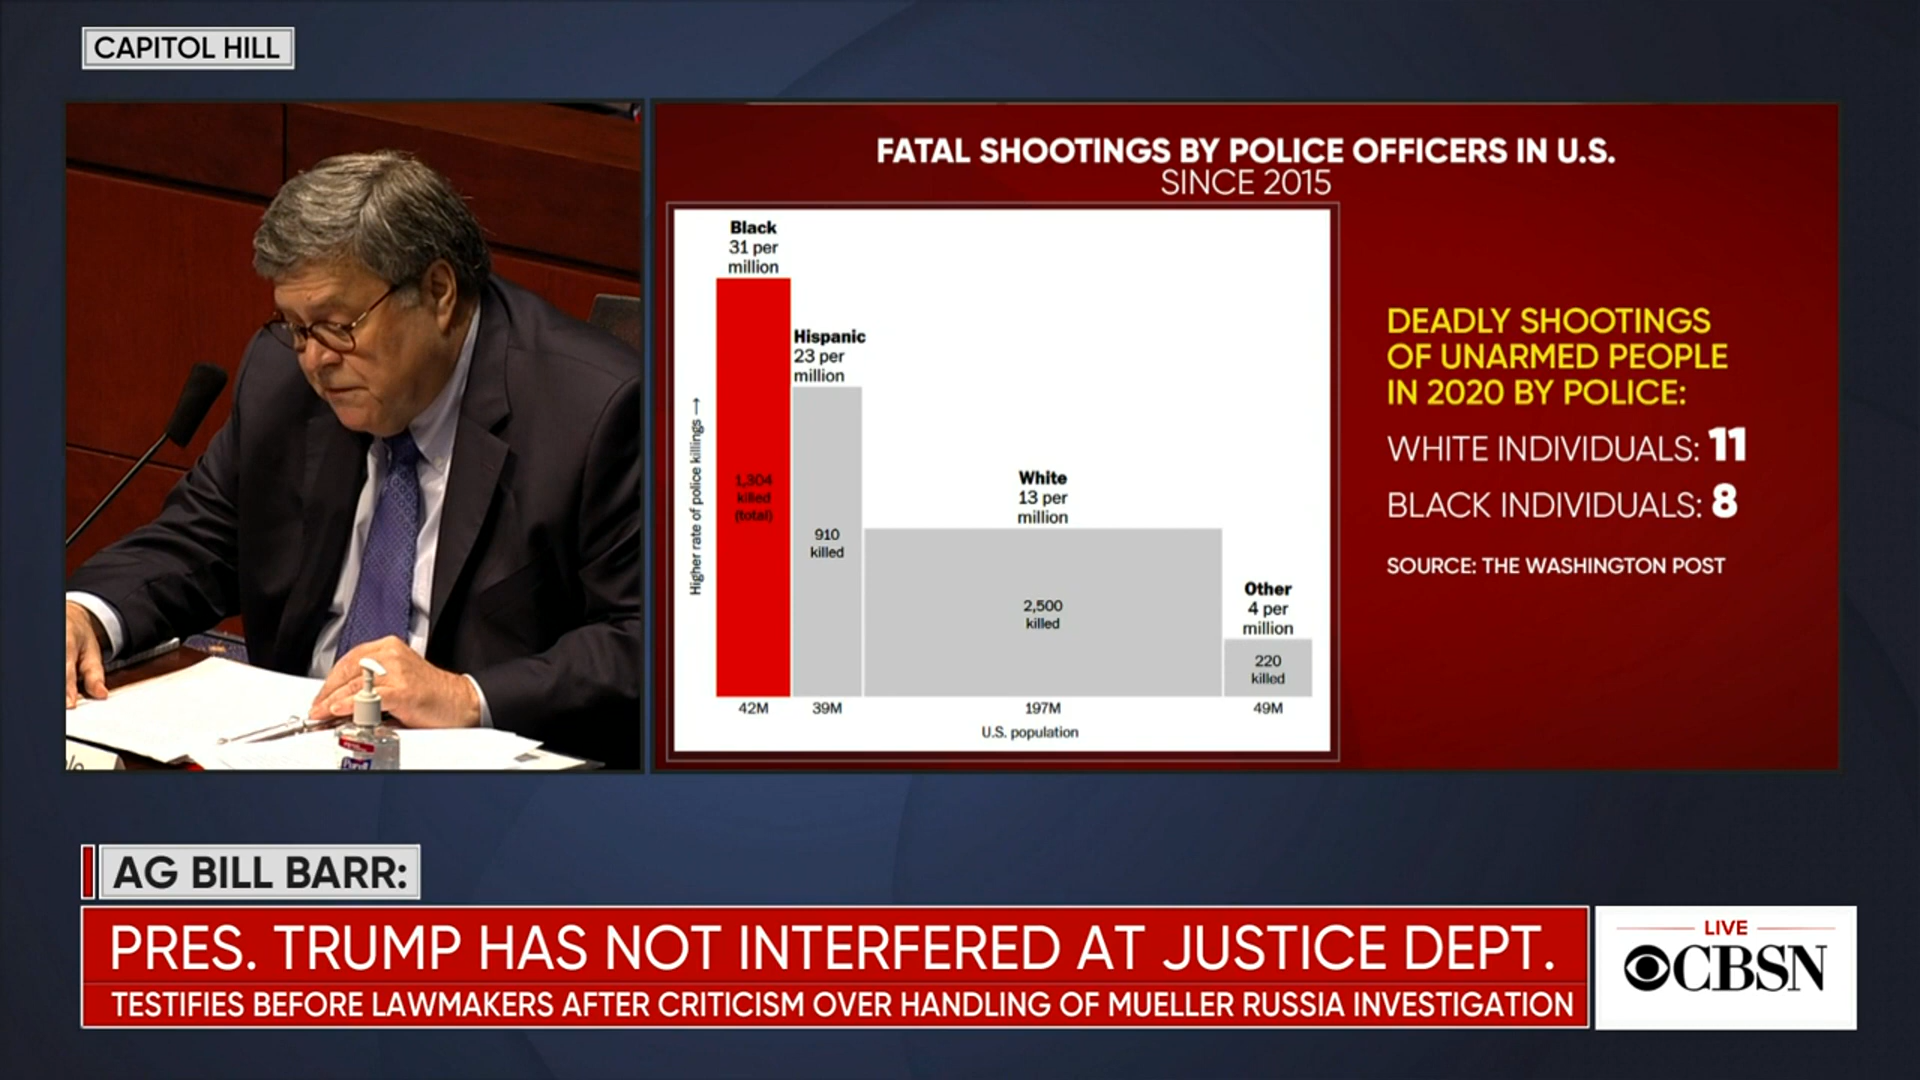 CAPITOL HILL
FATAL SHOOTINGS BY POLICE OFFICERS IN U.S.
SINCE 2015
Black
31 per
million
Hispanic
23 per
million
White
13 per
million
Other
4 per
million
Higher rate of police killings →
1,304
killed
(total)
910
killed
2,500
killed
220
killed
42M
39M
197M
49M
U.S. population
DEADLY SHOOTINGS
OF UNARMED PEOPLE
IN 2020 BY POLICE:
WHITE INDIVIDUALS: 11
BLACK INDIVIDUALS: 8
SOURCE: THE WASHINGTON POST
AG BILL BARR:
PRES. TRUMP HAS NOT INTERFERED AT JUSTICE DEPT.
TESTIFIES BEFORE LAWMAKERS AFTER CRITICISM OVER HANDLING OF MUELLER RUSSIA INVESTIGATION
LIVE
CBSN